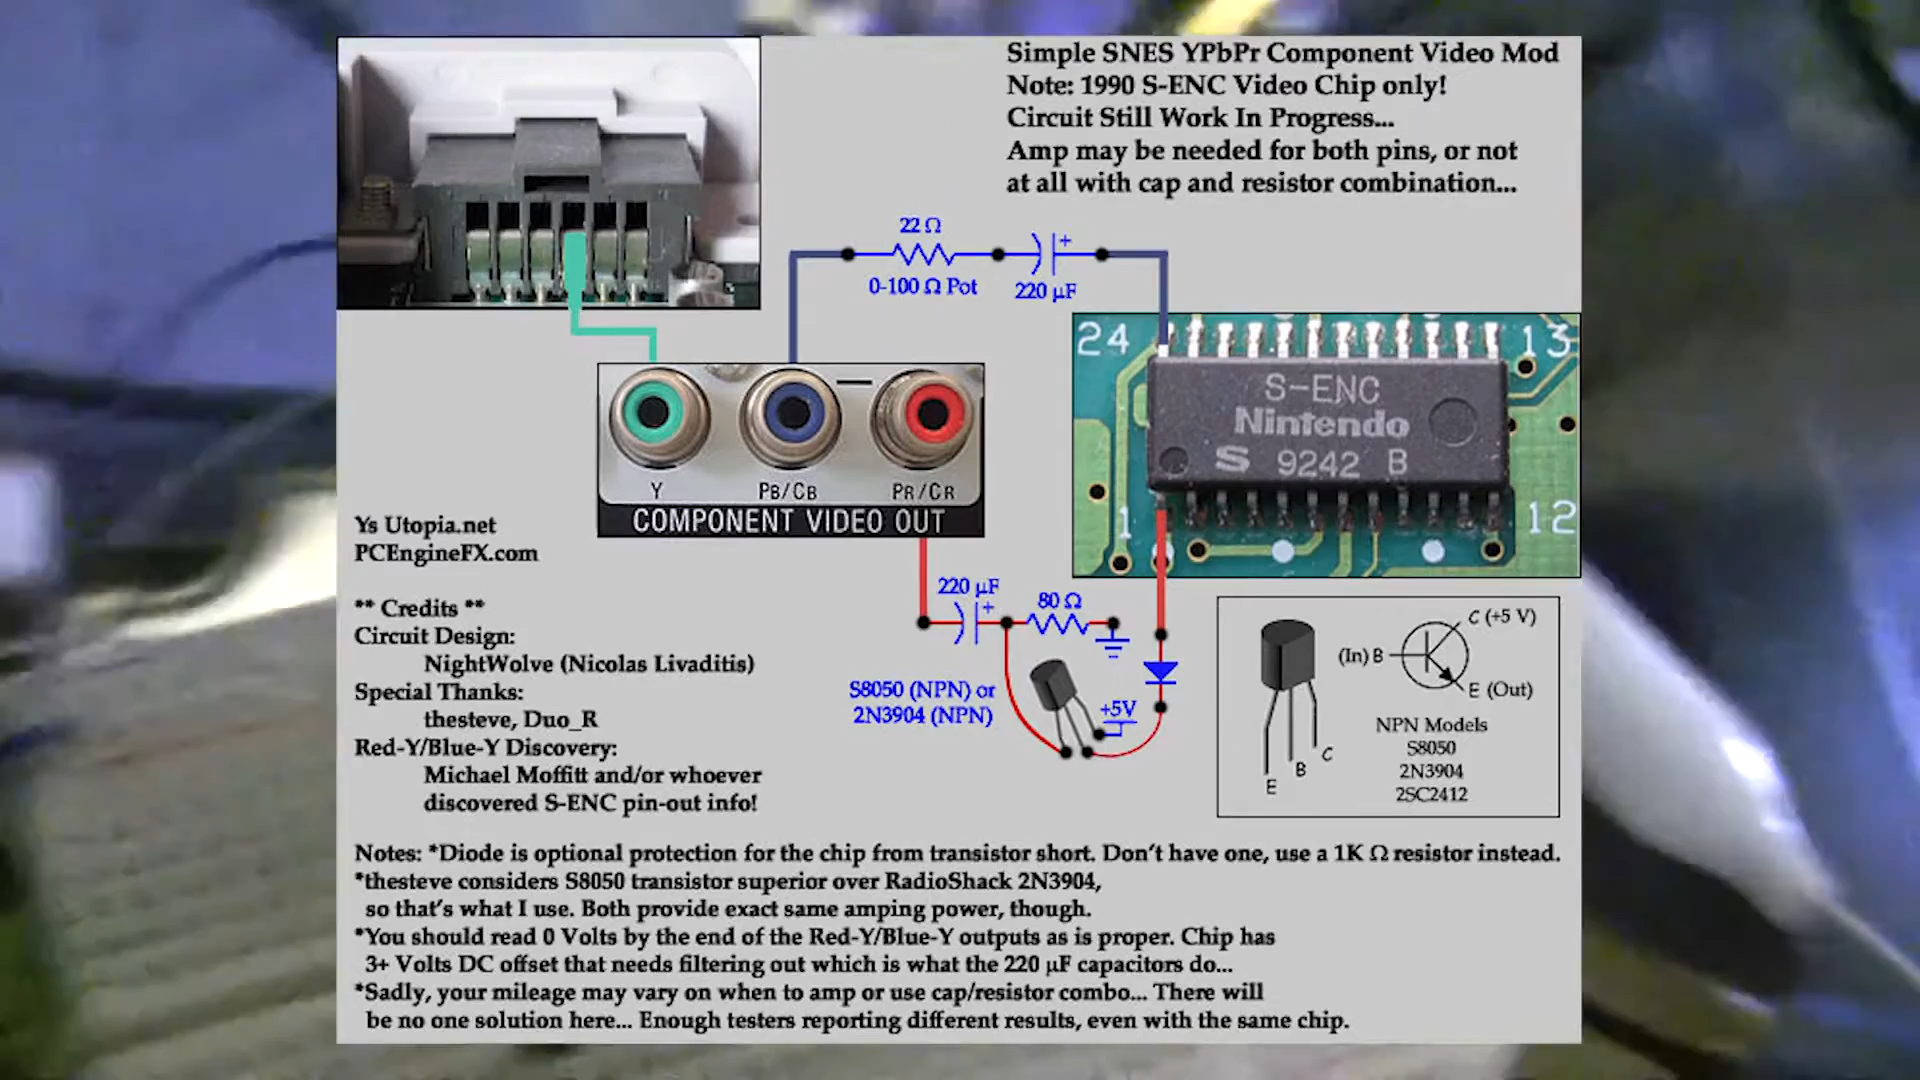 Simple SNES YPbPr Component Video Mod
Note: 1990 S-ENC Video Chip only!
Circuit Still Work In Progress...
Amp may be needed for both pins, or not
at all with cap and resistor combination...
22 Ω
0-100 Ω Pot
+
220 µF
24
13
S-ENC
Nintendo
S 9242 B
1
12
Y
PB/CB
PR/CR
COMPONENT VIDEO OUT
Ys Utopia.net
PCEngineFX.com
** Credits **
Circuit Design:
NightWolve (Nicolas Livaditis)
Special Thanks:
thesteve, Duo_R
Red-Y/Blue-Y Discovery:
Michael Moffitt and/or whoever
discovered S-ENC pin-out info!
220 µF
+
80 Ω
S8050 (NPN) or
2N3904 (NPN)
+5V
C (+5 V)
(In) B
E (Out)
E
B
C
NPN Models
S8050
2N3904
2SC2412
Notes: *Diode is optional protection for the chip from transistor short. Don't have one, use a 1K Ω resistor instead.
*thesteve considers S8050 transistor superior over RadioShack 2N3904,
so that's what I use. Both provide exact same amping power, though.
*You should read 0 Volts by the end of the Red-Y/Blue-Y outputs as is proper. Chip has
3+ Volts DC offset that needs filtering out which is what the 220 µF capacitors do...
*Sadly, your mileage may vary on when to amp or use cap/resistor combo... There will
be no one solution here... Enough testers reporting different results, even with the same chip.